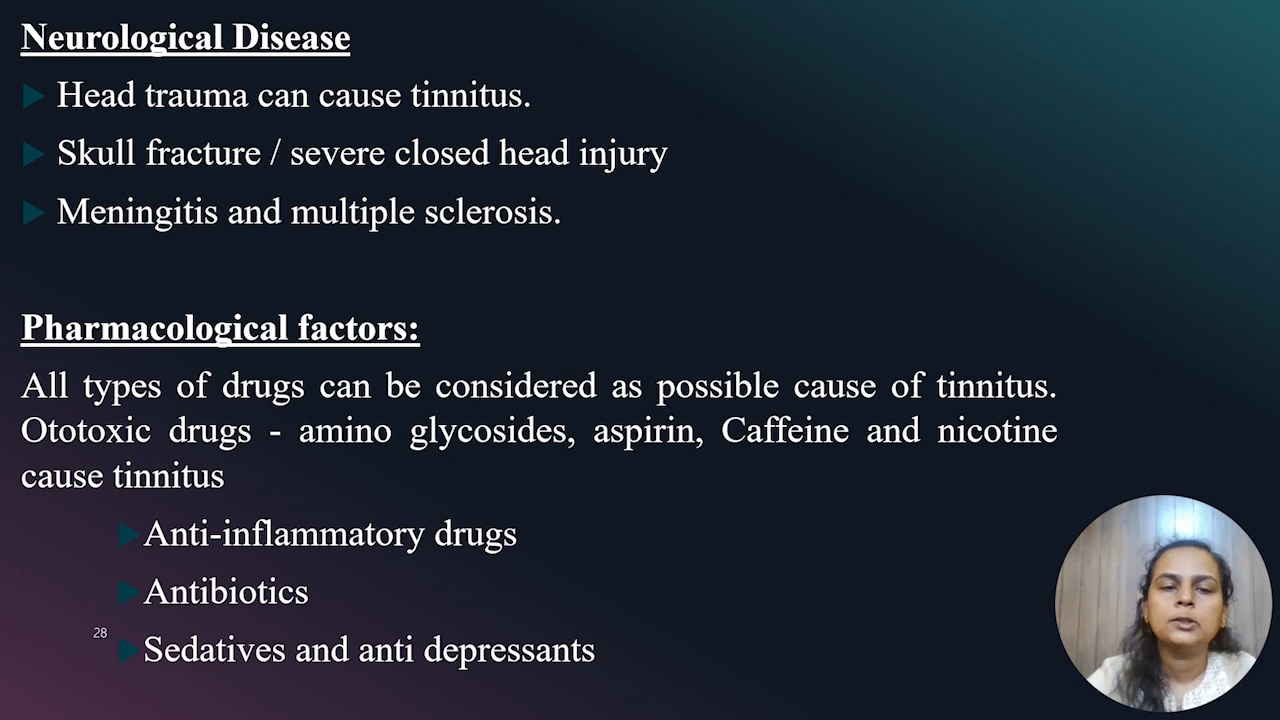 Neurological Disease
Head trauma can cause tinnitus.
Skull fracture / severe closed head injury
Meningitis and multiple sclerosis.
Pharmacological factors:
All types of drugs can be considered as possible cause of tinnitus.
Ototoxic drugs - amino glycosides, aspirin, Caffeine and nicotine
cause tinnitus
Anti-inflammatory drugs
Antibiotics
28
Sedatives and anti depressants